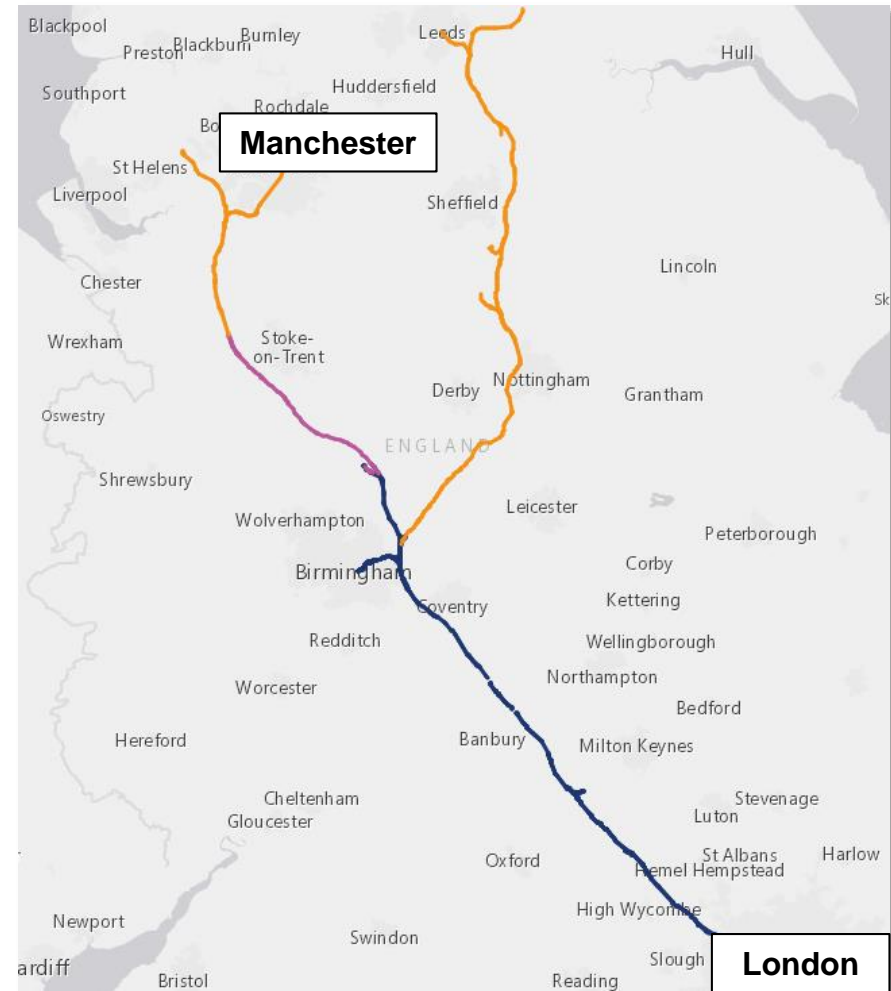 Blackpool
Burnley
Leeds
Preston
Blackburn
Hull
Huddersfield
Southport
Rochdale
Bo
Manchester
St Helens
Liverpool
Sheffield
Lincoln
Chester
Sk
Wrexham
Stoke-
on-Trent
Derby
Nottingham
Grantham
Oswestry
ENGLAND
Shrewsbury
Leicester
Wolverhampton
Peterborough
Birmingham
Corby
Coventry
Kettering
Redditch
Wellingborough
Worcester
Northampton
Bedford
Hereford
Banbury
Milton Keynes
Cheltenham
Stevenage
Gloucester
Luton
Oxford
St Albans
Harlow
Hemel Hempstead
High Wycombe
Newport
Swindon
Slough
London
ardiff
Bristol
Reading